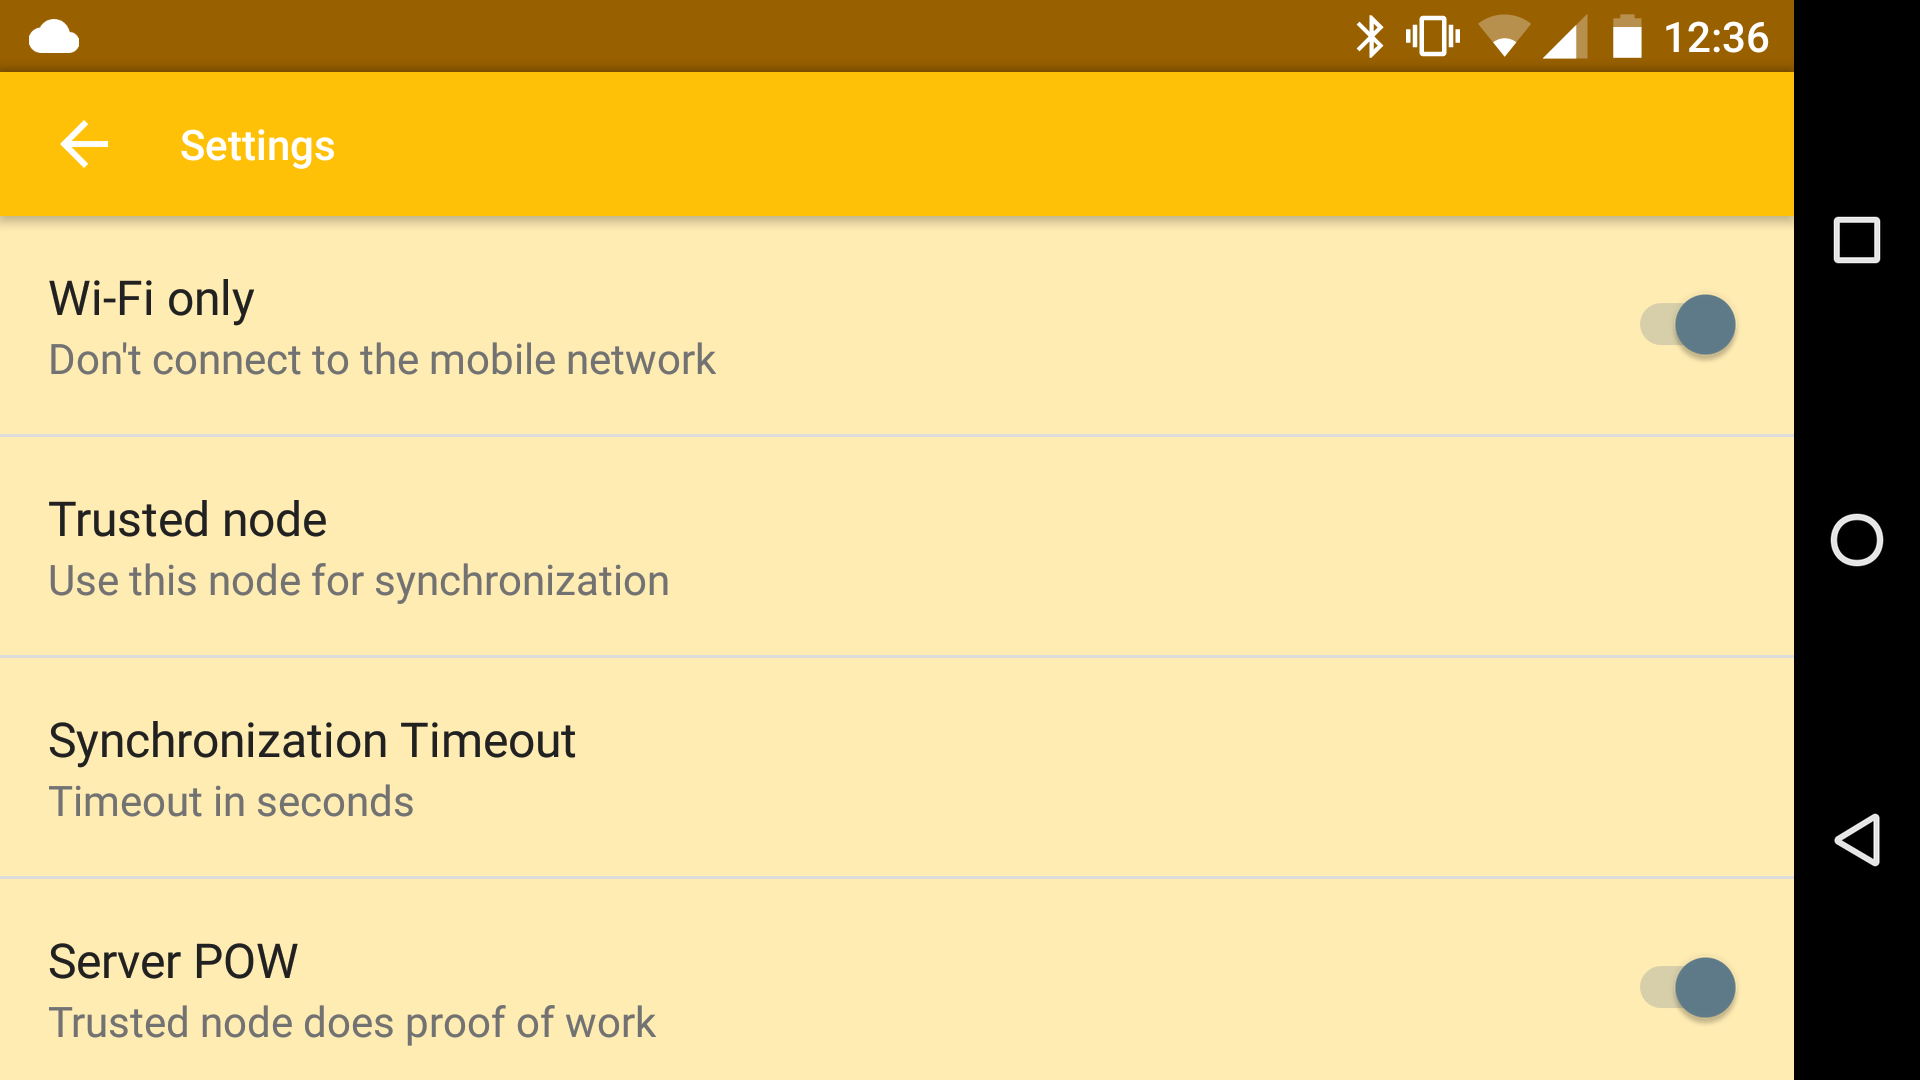 12:36
Settings
Wi-Fi only
Don't connect to the mobile network
Trusted node
Use this node for synchronization
Synchronization Timeout
Timeout in seconds
Server POW
Trusted node does proof of work